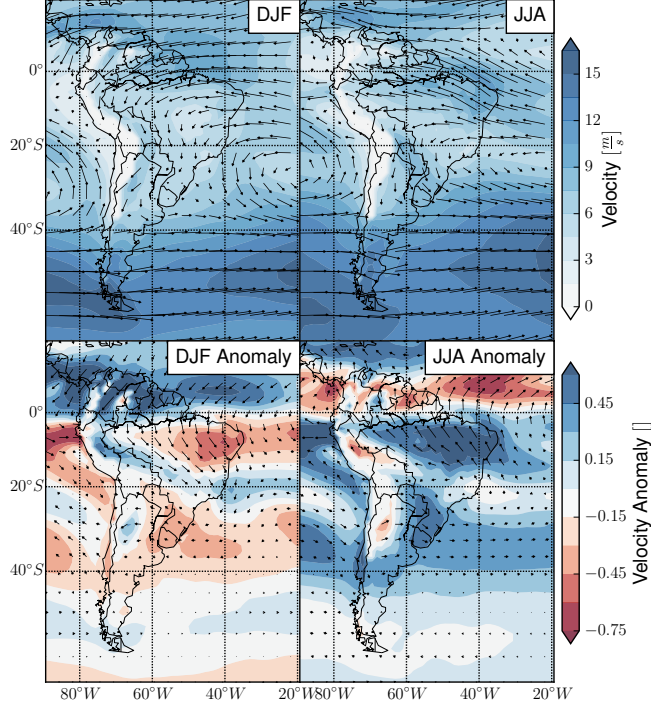 DJF
JJA
0°
20°S
40°S
15
12
9
6
3
0
Velocity [m/s]
DJF Anomaly
JJA Anomaly
0°
20°S
40°S
0.45
0.15
−0.15
−0.45
−0.75
Velocity Anomaly []
80°W
60°W
40°W
20°W
80°W
60°W
40°W
20°W